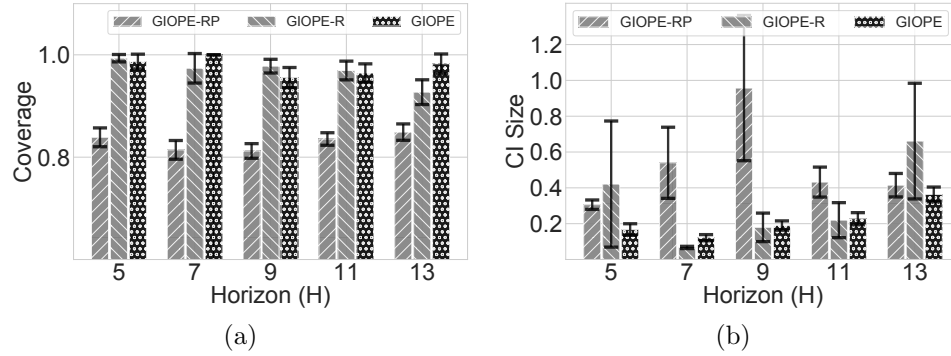 GIOPE-RP GIOPE-R GIOPE
1.0
0.8
Coverage
5 7 9 11 13
Horizon (H)
(a)
GIOPE-RP GIOPE-R GIOPE
1.2
1.0
0.8
0.6
0.4
0.2
CI Size
5 7 9 11 13
Horizon (H)
(b)